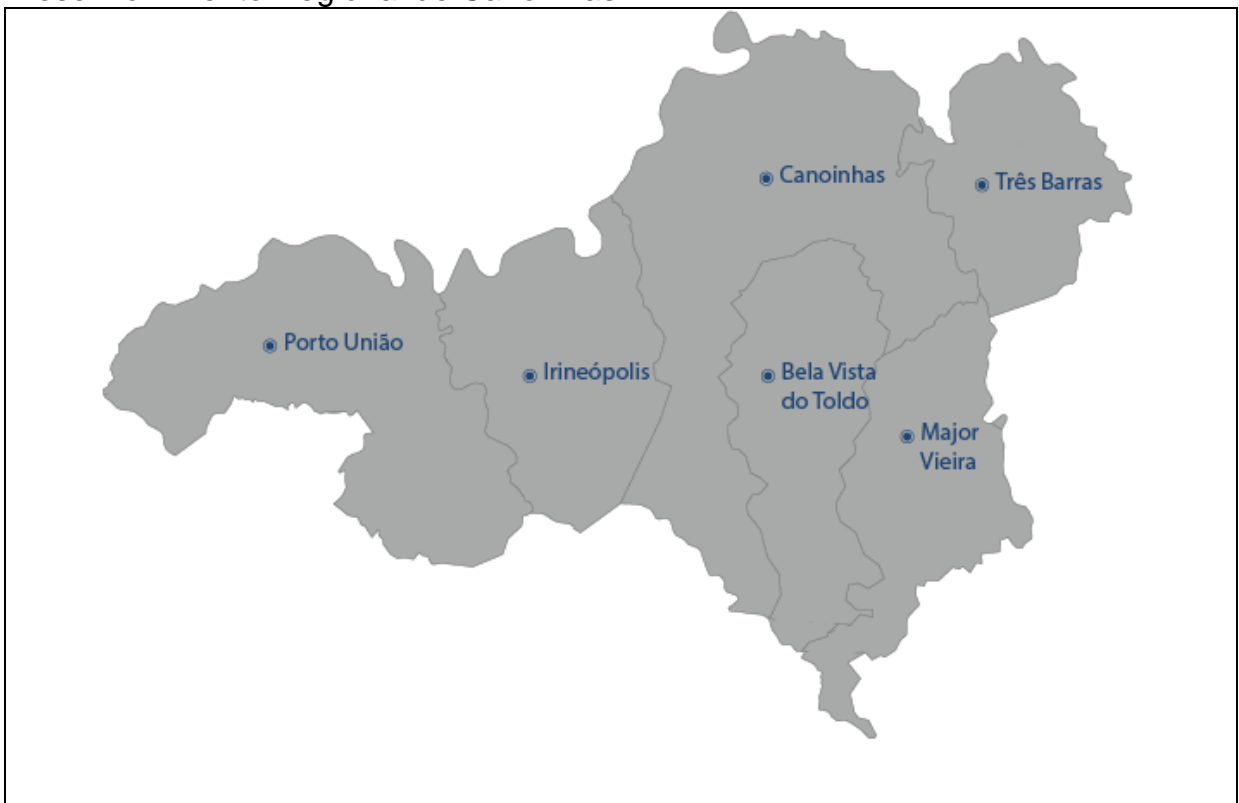 Canoinhas
Três Barras
Porto União
Irineópolis
Bela Vista
do Toldo
Major
Vieira